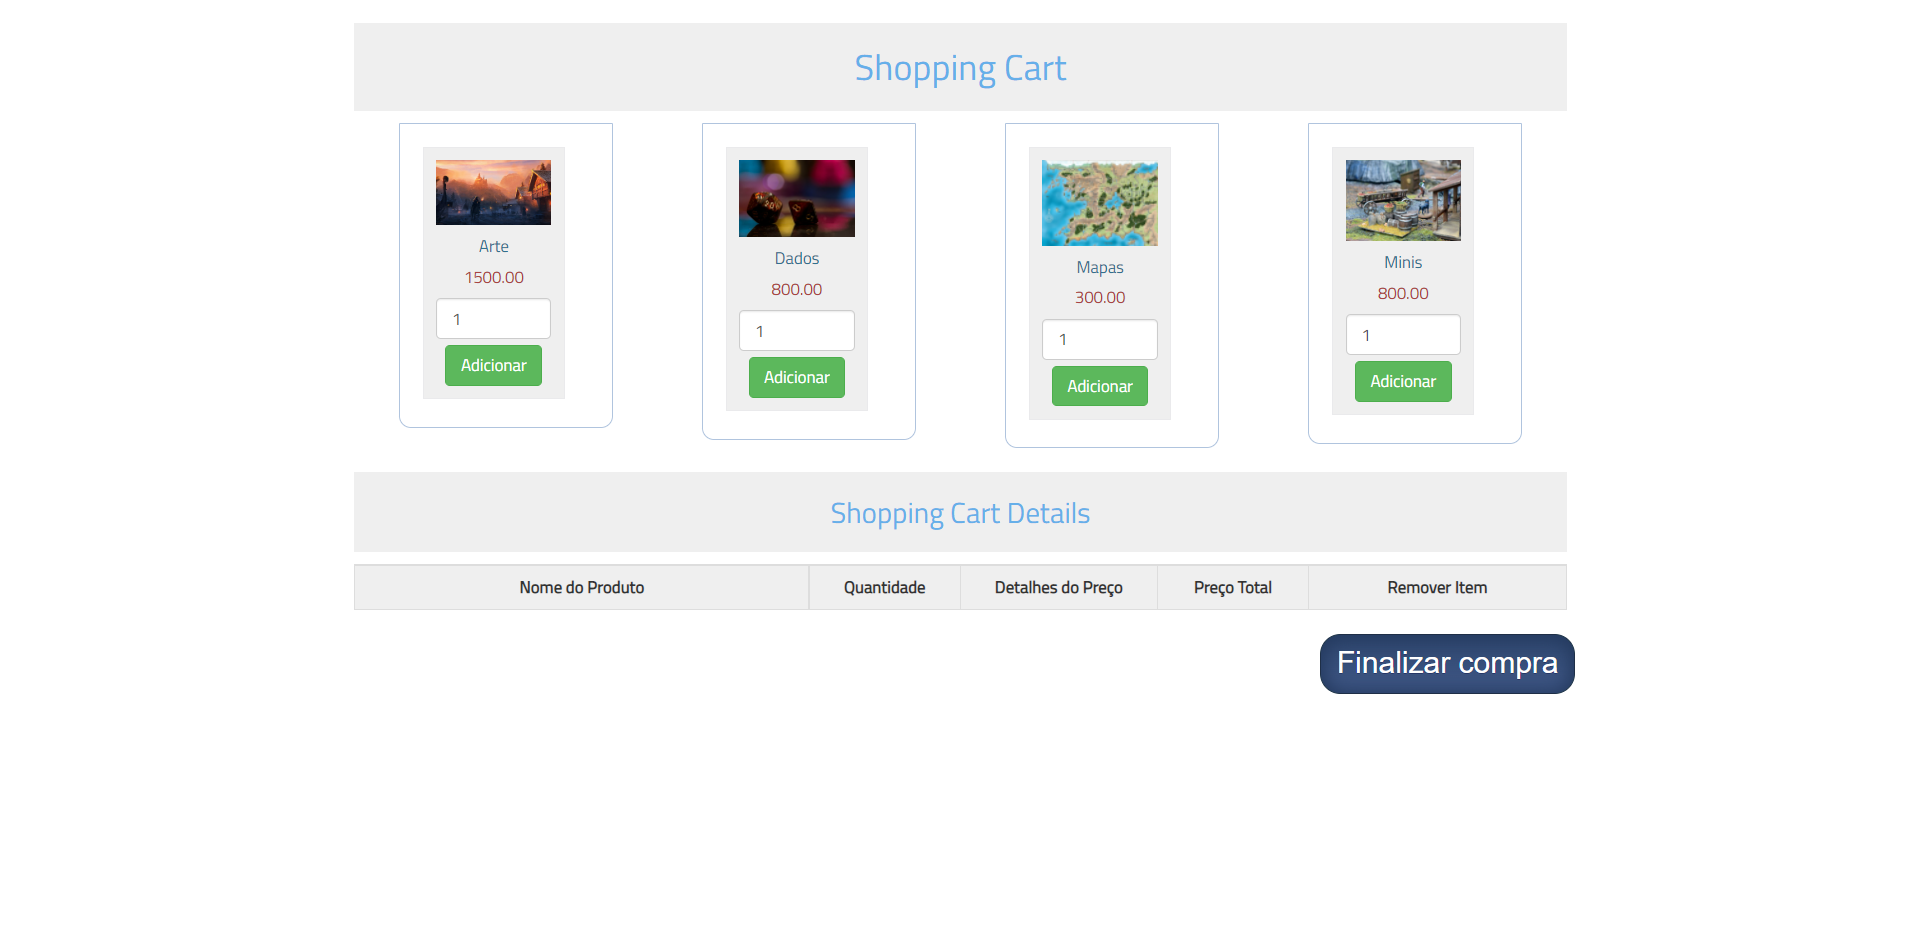 Shopping Cart
Arte
1500.00
1
Adicionar
Dados
800.00
1
Adicionar
Mapas
300.00
1
Adicionar
Minis
800.00
1
Adicionar
Shopping Cart Details
Nome do Produto Quantidade Detalhes do Preço Preço Total Remover Item
Finalizar compra